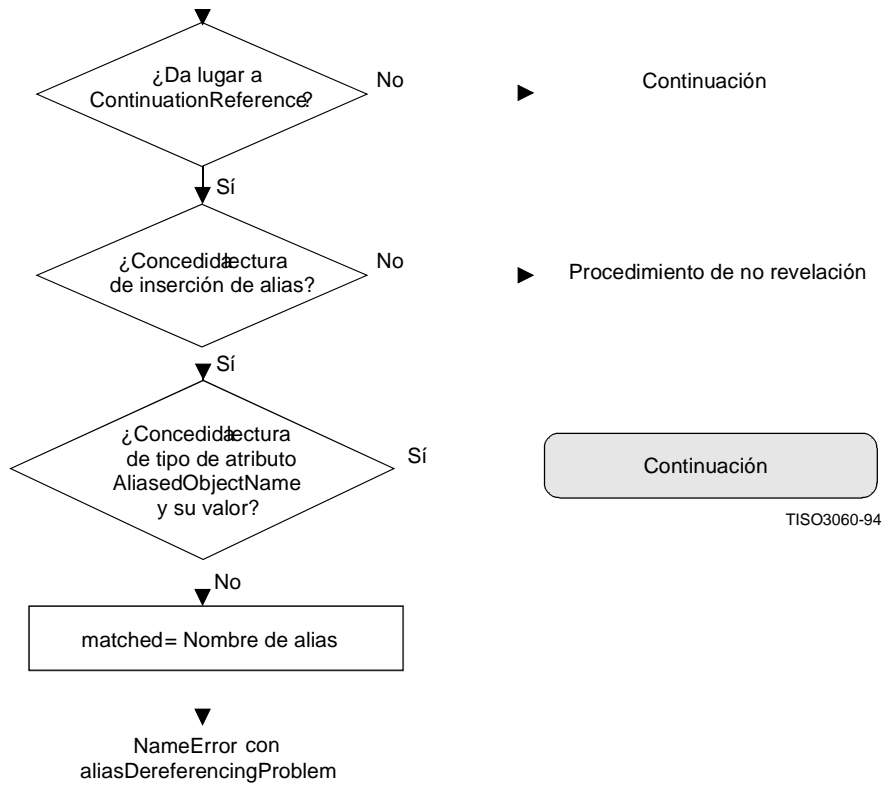 ¿Da lugar a
ContinuationReference?
No
Continuación
Sí
¿Concedida lectura
de inserción de alias?
No
Procedimiento de no revelación
Sí
¿Concedida lectura
de tipo de atributo
AliasedObjectName
y su valor?
Sí
Continuación
TISO3060-94
No
matched= Nombre de alias
NameError con
aliasDereferencingProblem